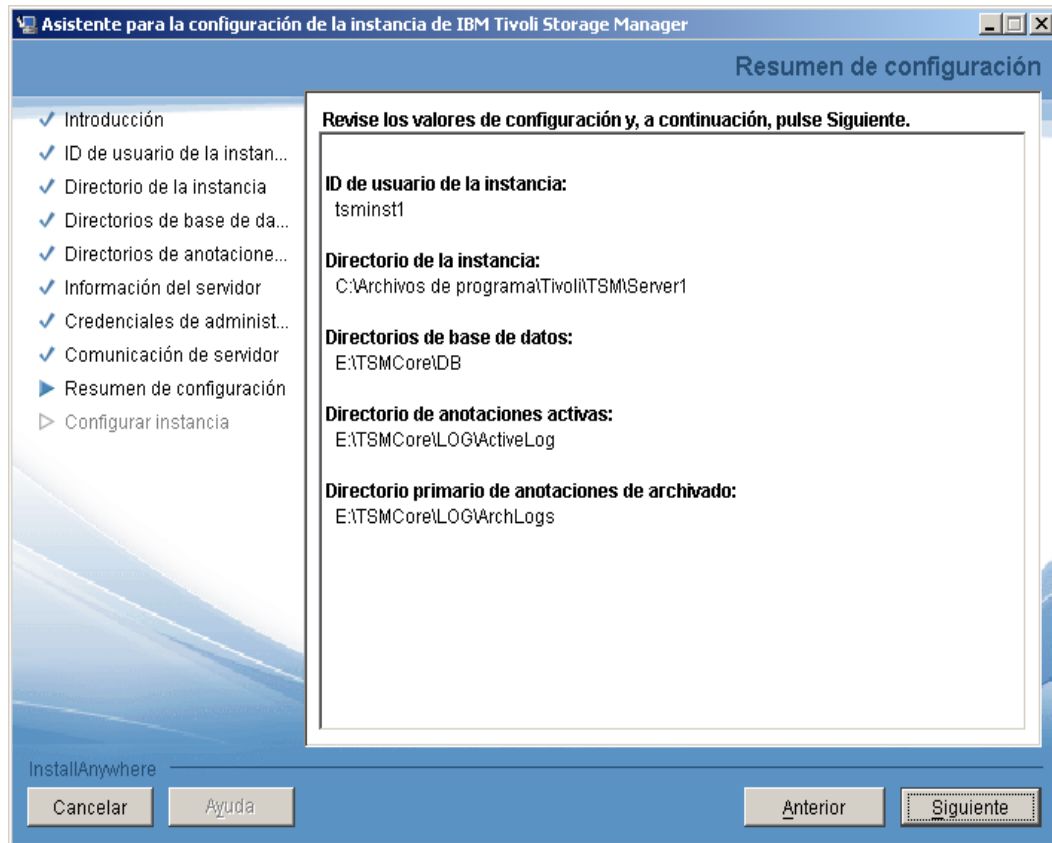 Asistente para la configuración de la instancia de IBM Tivoli Storage Manager
Resumen de configuración
Introducción
ID de usuario de la instan...
Directorio de la instancia
Directorios de base de da...
Directorios de anotacione...
Información del servidor
Credenciales de administ...
Comunicación de servidor
Resumen de configuración
Configurar instancia
Revise los valores de configuración y, a continuación, pulse Siguiente.
ID de usuario de la instancia:
tsminst1
Directorio de la instancia:
C:\Archivos de programa\Tivoli\TSM\Server1
Directorios de base de datos:
E:\TSMCore\DB
Directorio de anotaciones activas:
E:\TSMCore\LOG\ActiveLog
Directorio primario de anotaciones de archivado:
E:\TSMCore\LOG\ArchLogs
InstallAnywhere
Cancelar
Ayuda
Anterior
Siguiente